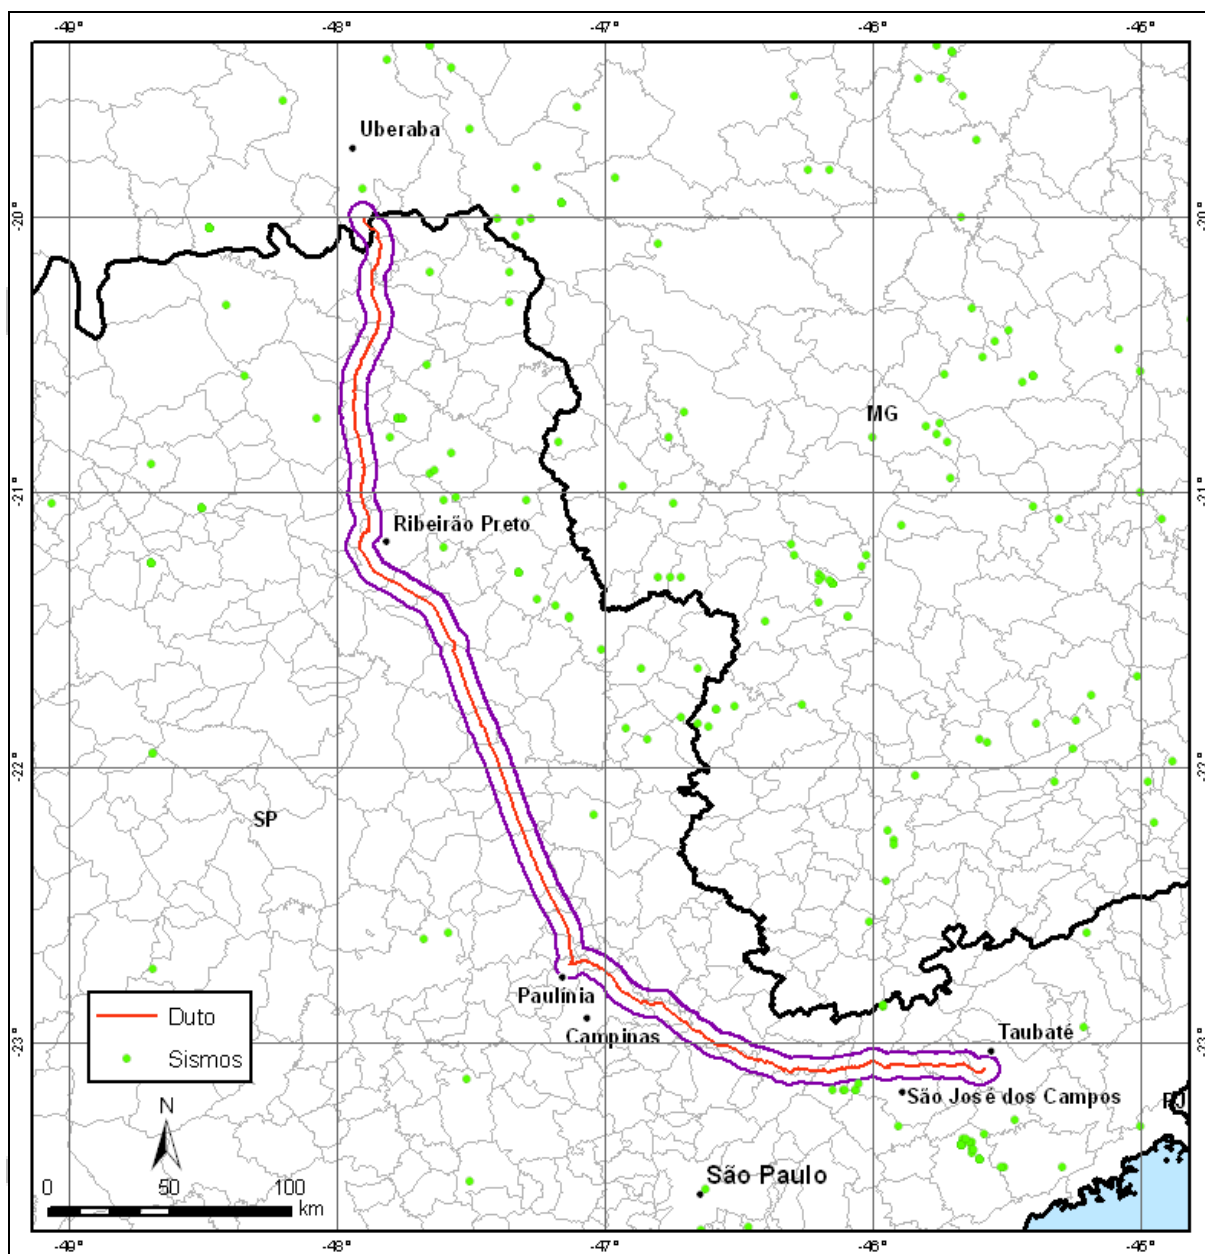 -49° -48° -47° -46° -45°
Uberaba
-20° -20°
MG
-21° -21°
Ribeirão Preto
-22° -22°
SP
Paulínia
Campinas
Taubaté
-23° -23°
São José dos Campos
RJ
São Paulo
Duto
Sismos
N
0 50 100
km
-49° -48° -47° -46° -45°